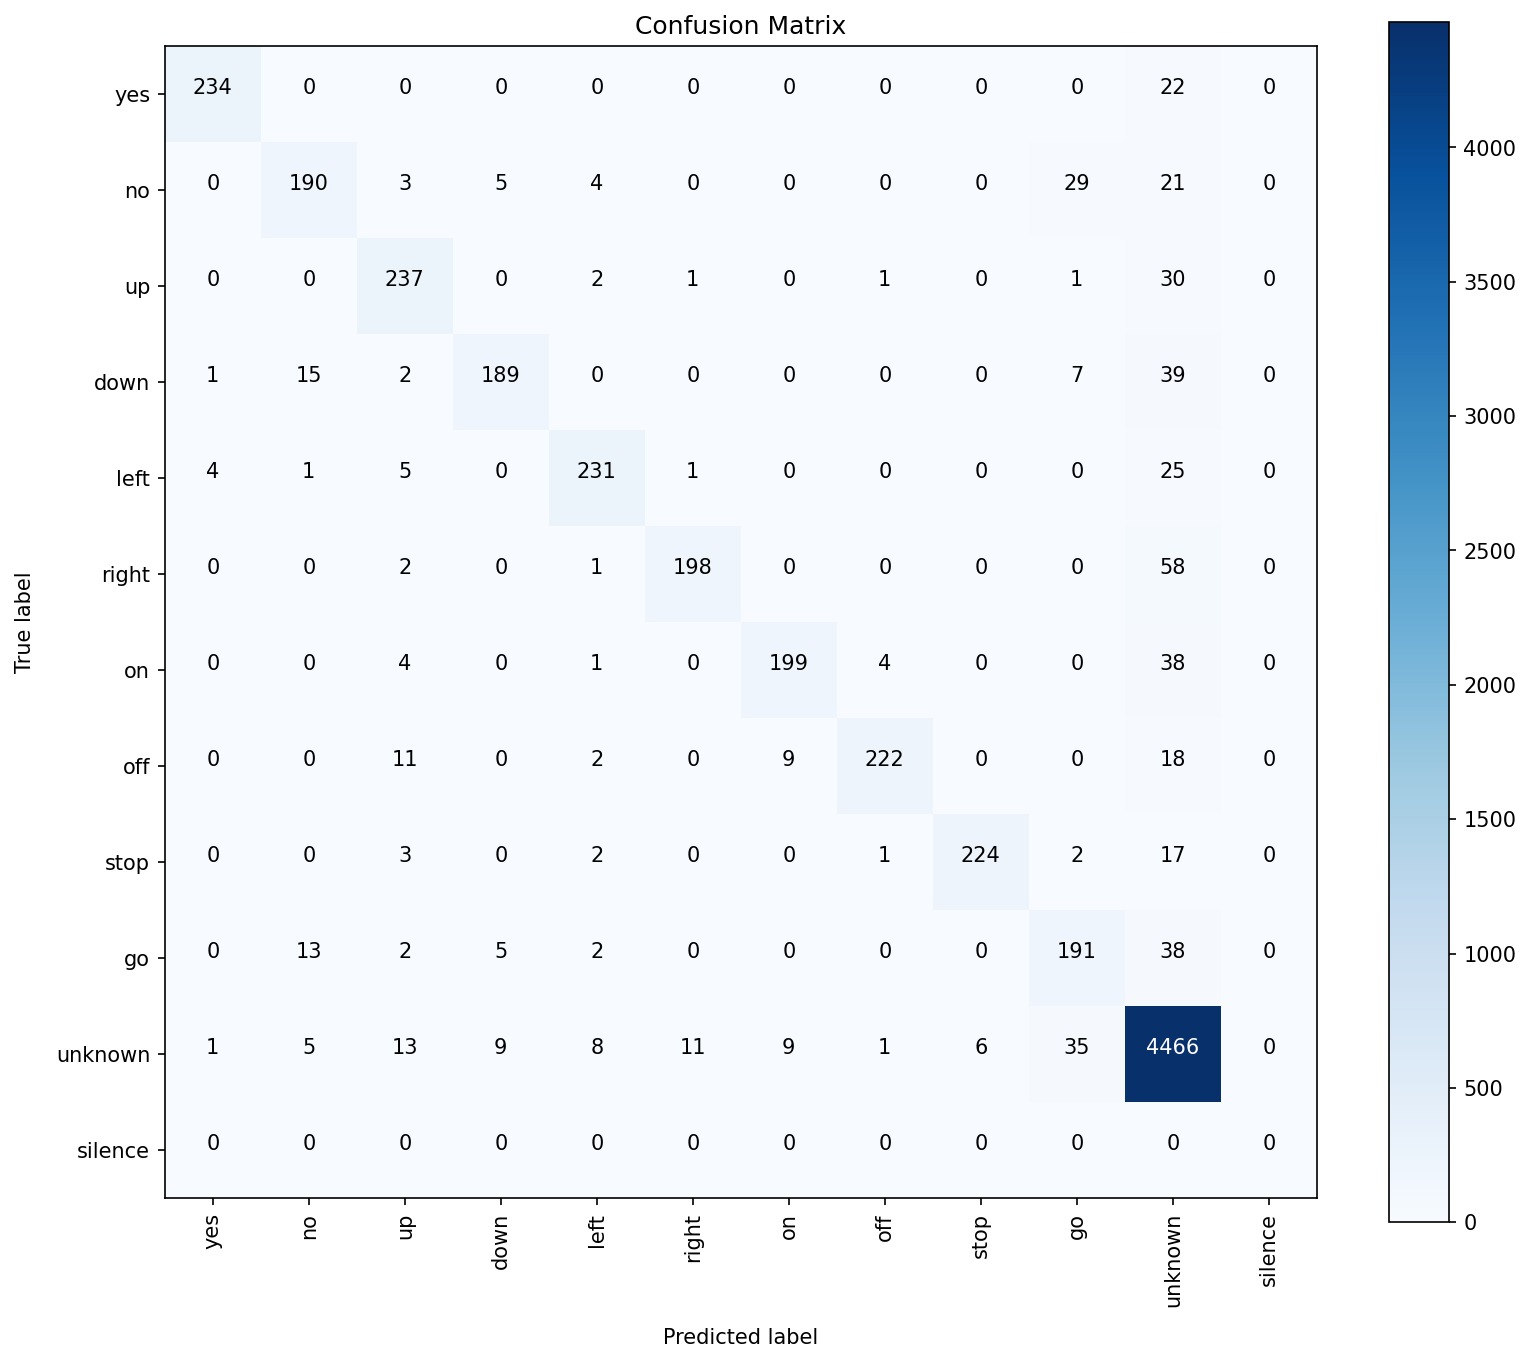 Confusion Matrix
yes 234 0 0 0 0 0 0 0 0 0 22 0
no 0 190 3 5 4 0 0 0 0 29 21 0
up 0 0 237 0 2 1 0 1 0 1 30 0
down 1 15 2 189 0 0 0 0 0 7 39 0
left 4 1 5 0 231 1 0 0 0 0 25 0
right 0 0 2 0 1 198 0 0 0 0 58 0
on 0 0 4 0 1 0 199 4 0 0 38 0
off 0 0 11 0 2 0 9 222 0 0 18 0
stop 0 0 3 0 2 0 0 1 224 2 17 0
go 0 13 2 5 2 0 0 0 0 191 38 0
unknown 1 5 13 9 8 11 9 1 6 35 4466 0
silence 0 0 0 0 0 0 0 0 0 0 0 0
yes no up down left right on off stop go unknown silence
Predicted label
True label
4000
3500
3000
2500
2000
1500
1000
500
0